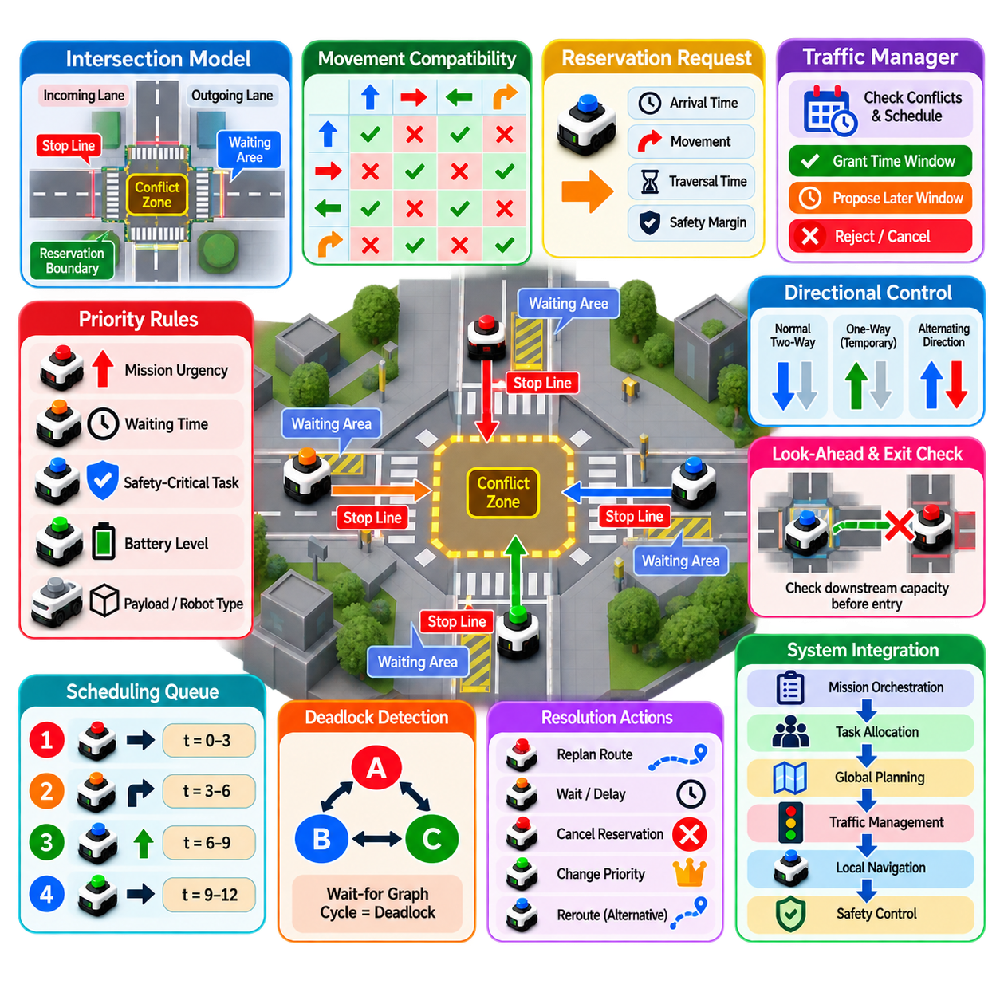 Intersection Model
Incoming Lane
Outgoing Lane
Stop Line
Waiting
Area
Conflict
Zone
Reservation
Boundary
Movement Compatibility
Reservation Request
Arrival Time
Movement
Traversal Time
Safety Margin
Traffic Manager
Check Conflicts
& Schedule
Grant Time Window
Propose Later Window
Reject / Cancel
Priority Rules
Mission Urgency
Waiting Time
Safety-Critical Task
Battery Level
Payload / Robot Type
Waiting Area
Stop Line
Waiting Area
Stop Line
Conflict
Zone
Stop Line
Waiting Area
Stop Line
Waiting Area
Directional Control
Normal
Two-Way
One-Way
(Temporary)
Alternating
Direction
Look-Ahead & Exit Check
Check downstream capacity
before entry
Scheduling Queue
1
t = 0–3
2
t = 3–6
3
t = 6–9
4
t = 9–12
Deadlock Detection
A
B
C
Wait-for Graph
Cycle = Deadlock
Resolution Actions
Replan Route
Wait / Delay
Cancel Reservation
Change Priority
Reroute (Alternative)
System Integration
Mission Orchestration
Task Allocation
Global Planning
Traffic Management
Local Navigation
Safety Control